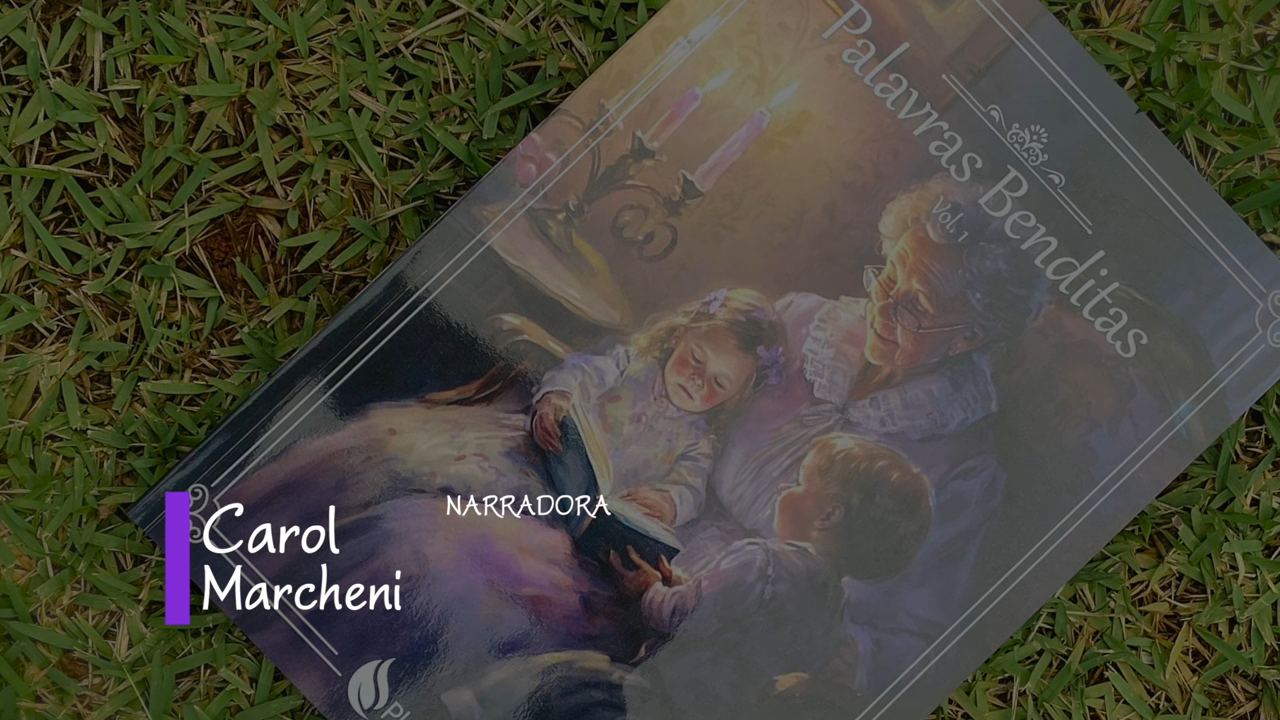 Palavras Benditas
Vol. 1
NARRADORA
Carol
Marcheni